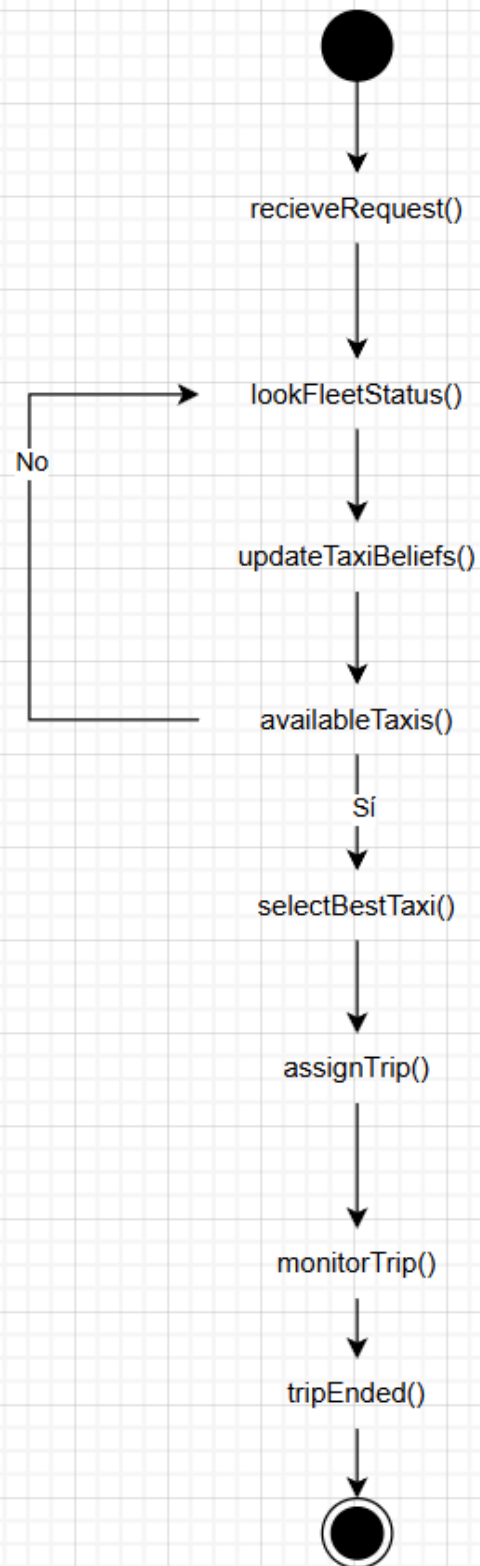 recieveRequest()
lookFleetStatus()
No
updateTaxiBeliefs()
availableTaxis()
Sí
selectBestTaxi()
assignTrip()
monitorTrip()
tripEnded()